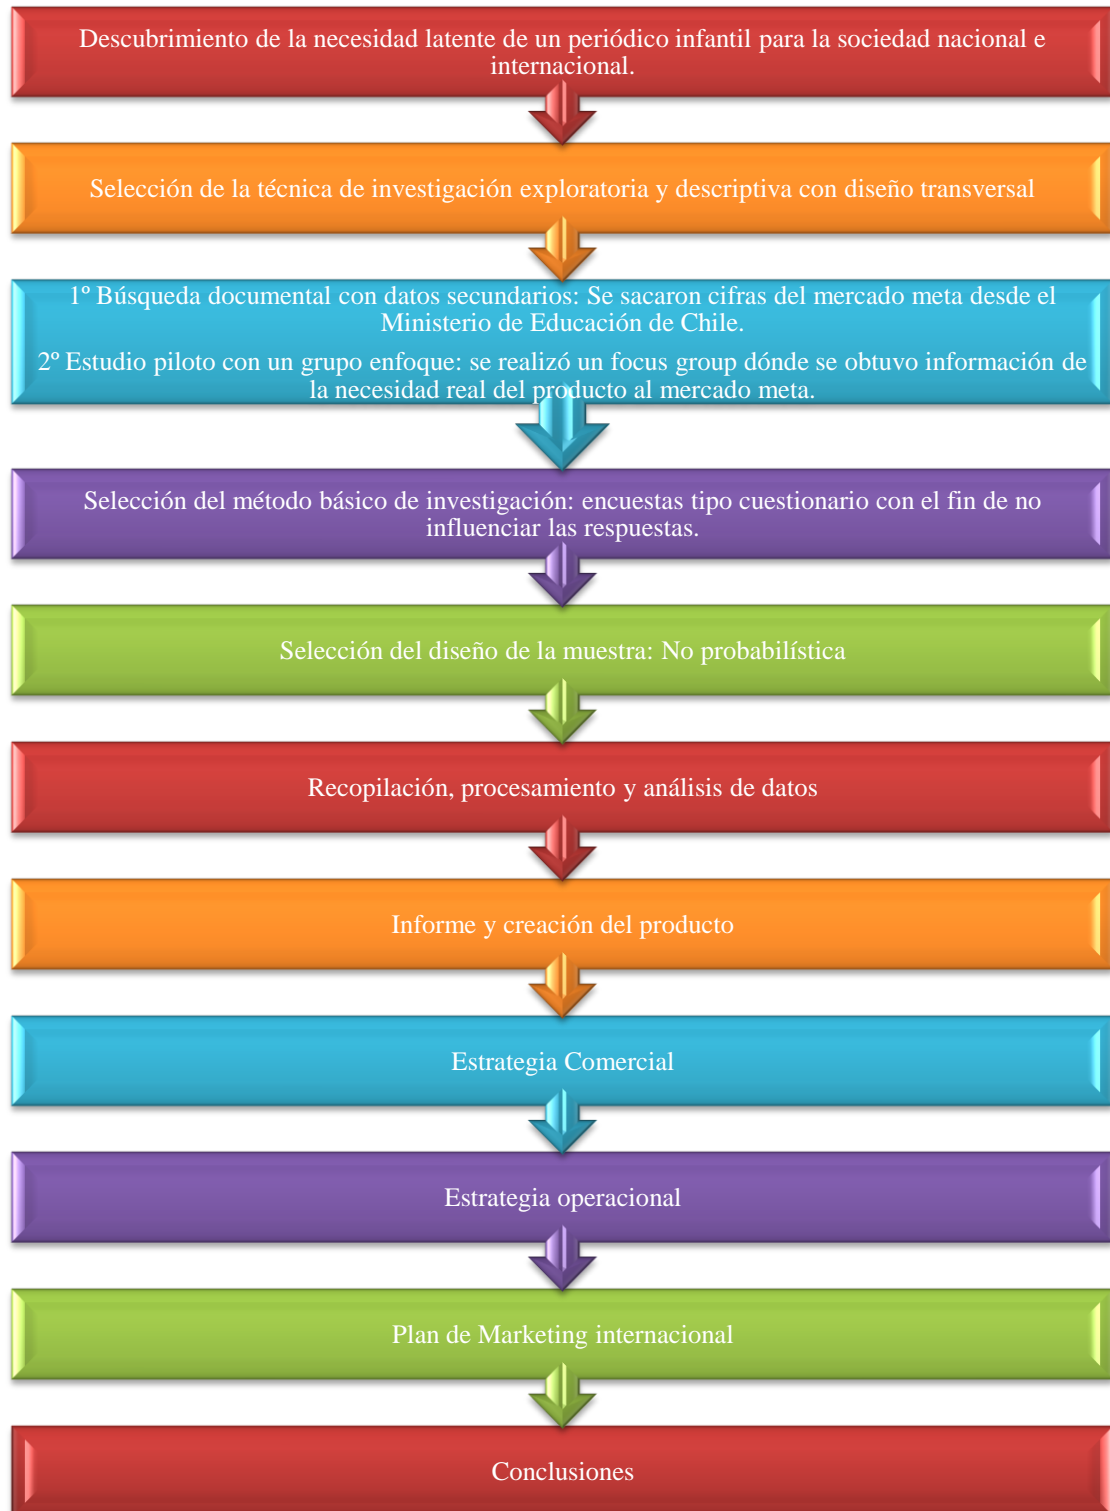 Descubrimiento de la necesidad latente de un periódico infantil para la sociedad nacional e
internacional.
Selección de la técnica de investigación exploratoria y descriptiva con diseño transversal
1º Búsqueda documental con datos secundarios: Se sacaron cifras del mercado meta desde el
Ministerio de Educación de Chile.
2º Estudio piloto con un grupo enfoque: se realizó un focus group dónde se obtuvo información de
la necesidad real del producto al mercado meta.
Selección del método básico de investigación: encuestas tipo cuestionario con el fin de no
influenciar las respuestas.
Selección del diseño de la muestra: No probabilística
Recopilación, procesamiento y análisis de datos
Informe y creación del producto
Estrategia Comercial
Estrategia operacional
Plan de Marketing internacional
Conclusiones